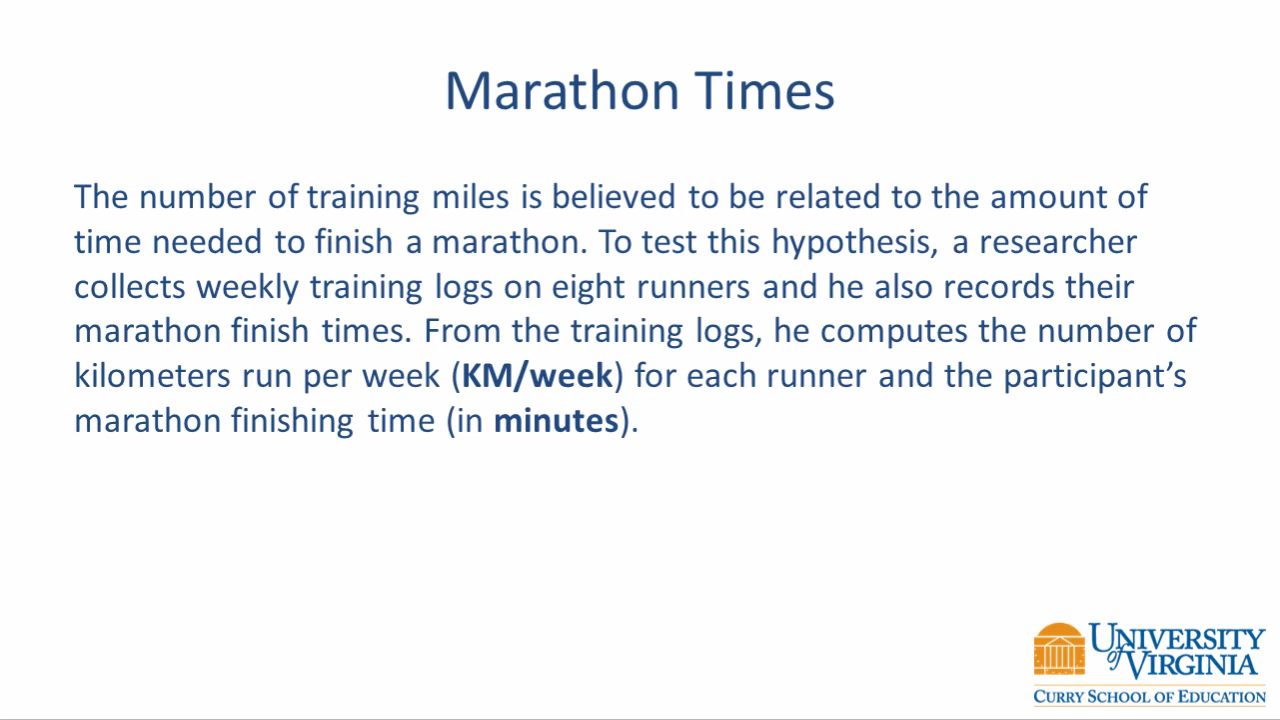 Marathon Times
The number of training miles is believed to be related to the amount of
time needed to finish a marathon. To test this hypothesis, a researcher
collects weekly training logs on eight runners and he also records their
marathon finish times. From the training logs, he computes the number of
kilometers run per week (KM/week) for each runner and the participant’s
marathon finishing time (in minutes).
UNIVERSITY
of VIRGINIA
CURRY SCHOOL OF EDUCATION